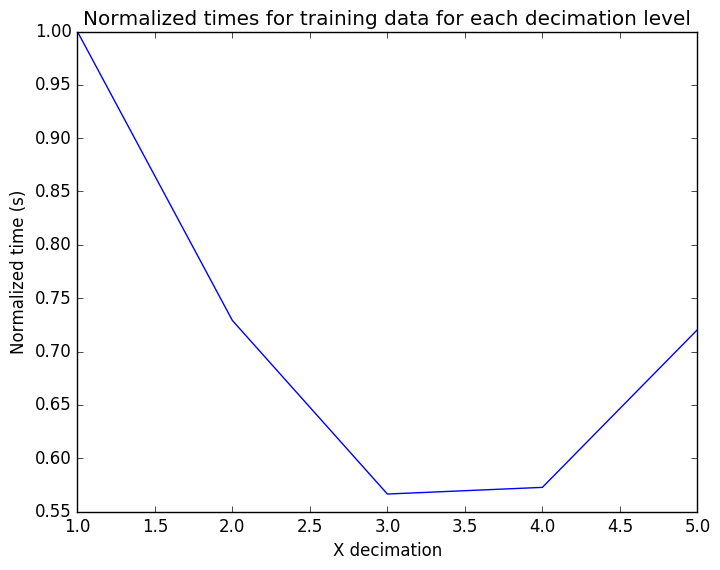 Normalized times for training data for each decimation level
1.00
0.95
0.90
0.85
0.80
0.75
0.70
0.65
0.60
0.55
Normalized time (s)
1.0 1.5 2.0 2.5 3.0 3.5 4.0 4.5 5.0
X decimation